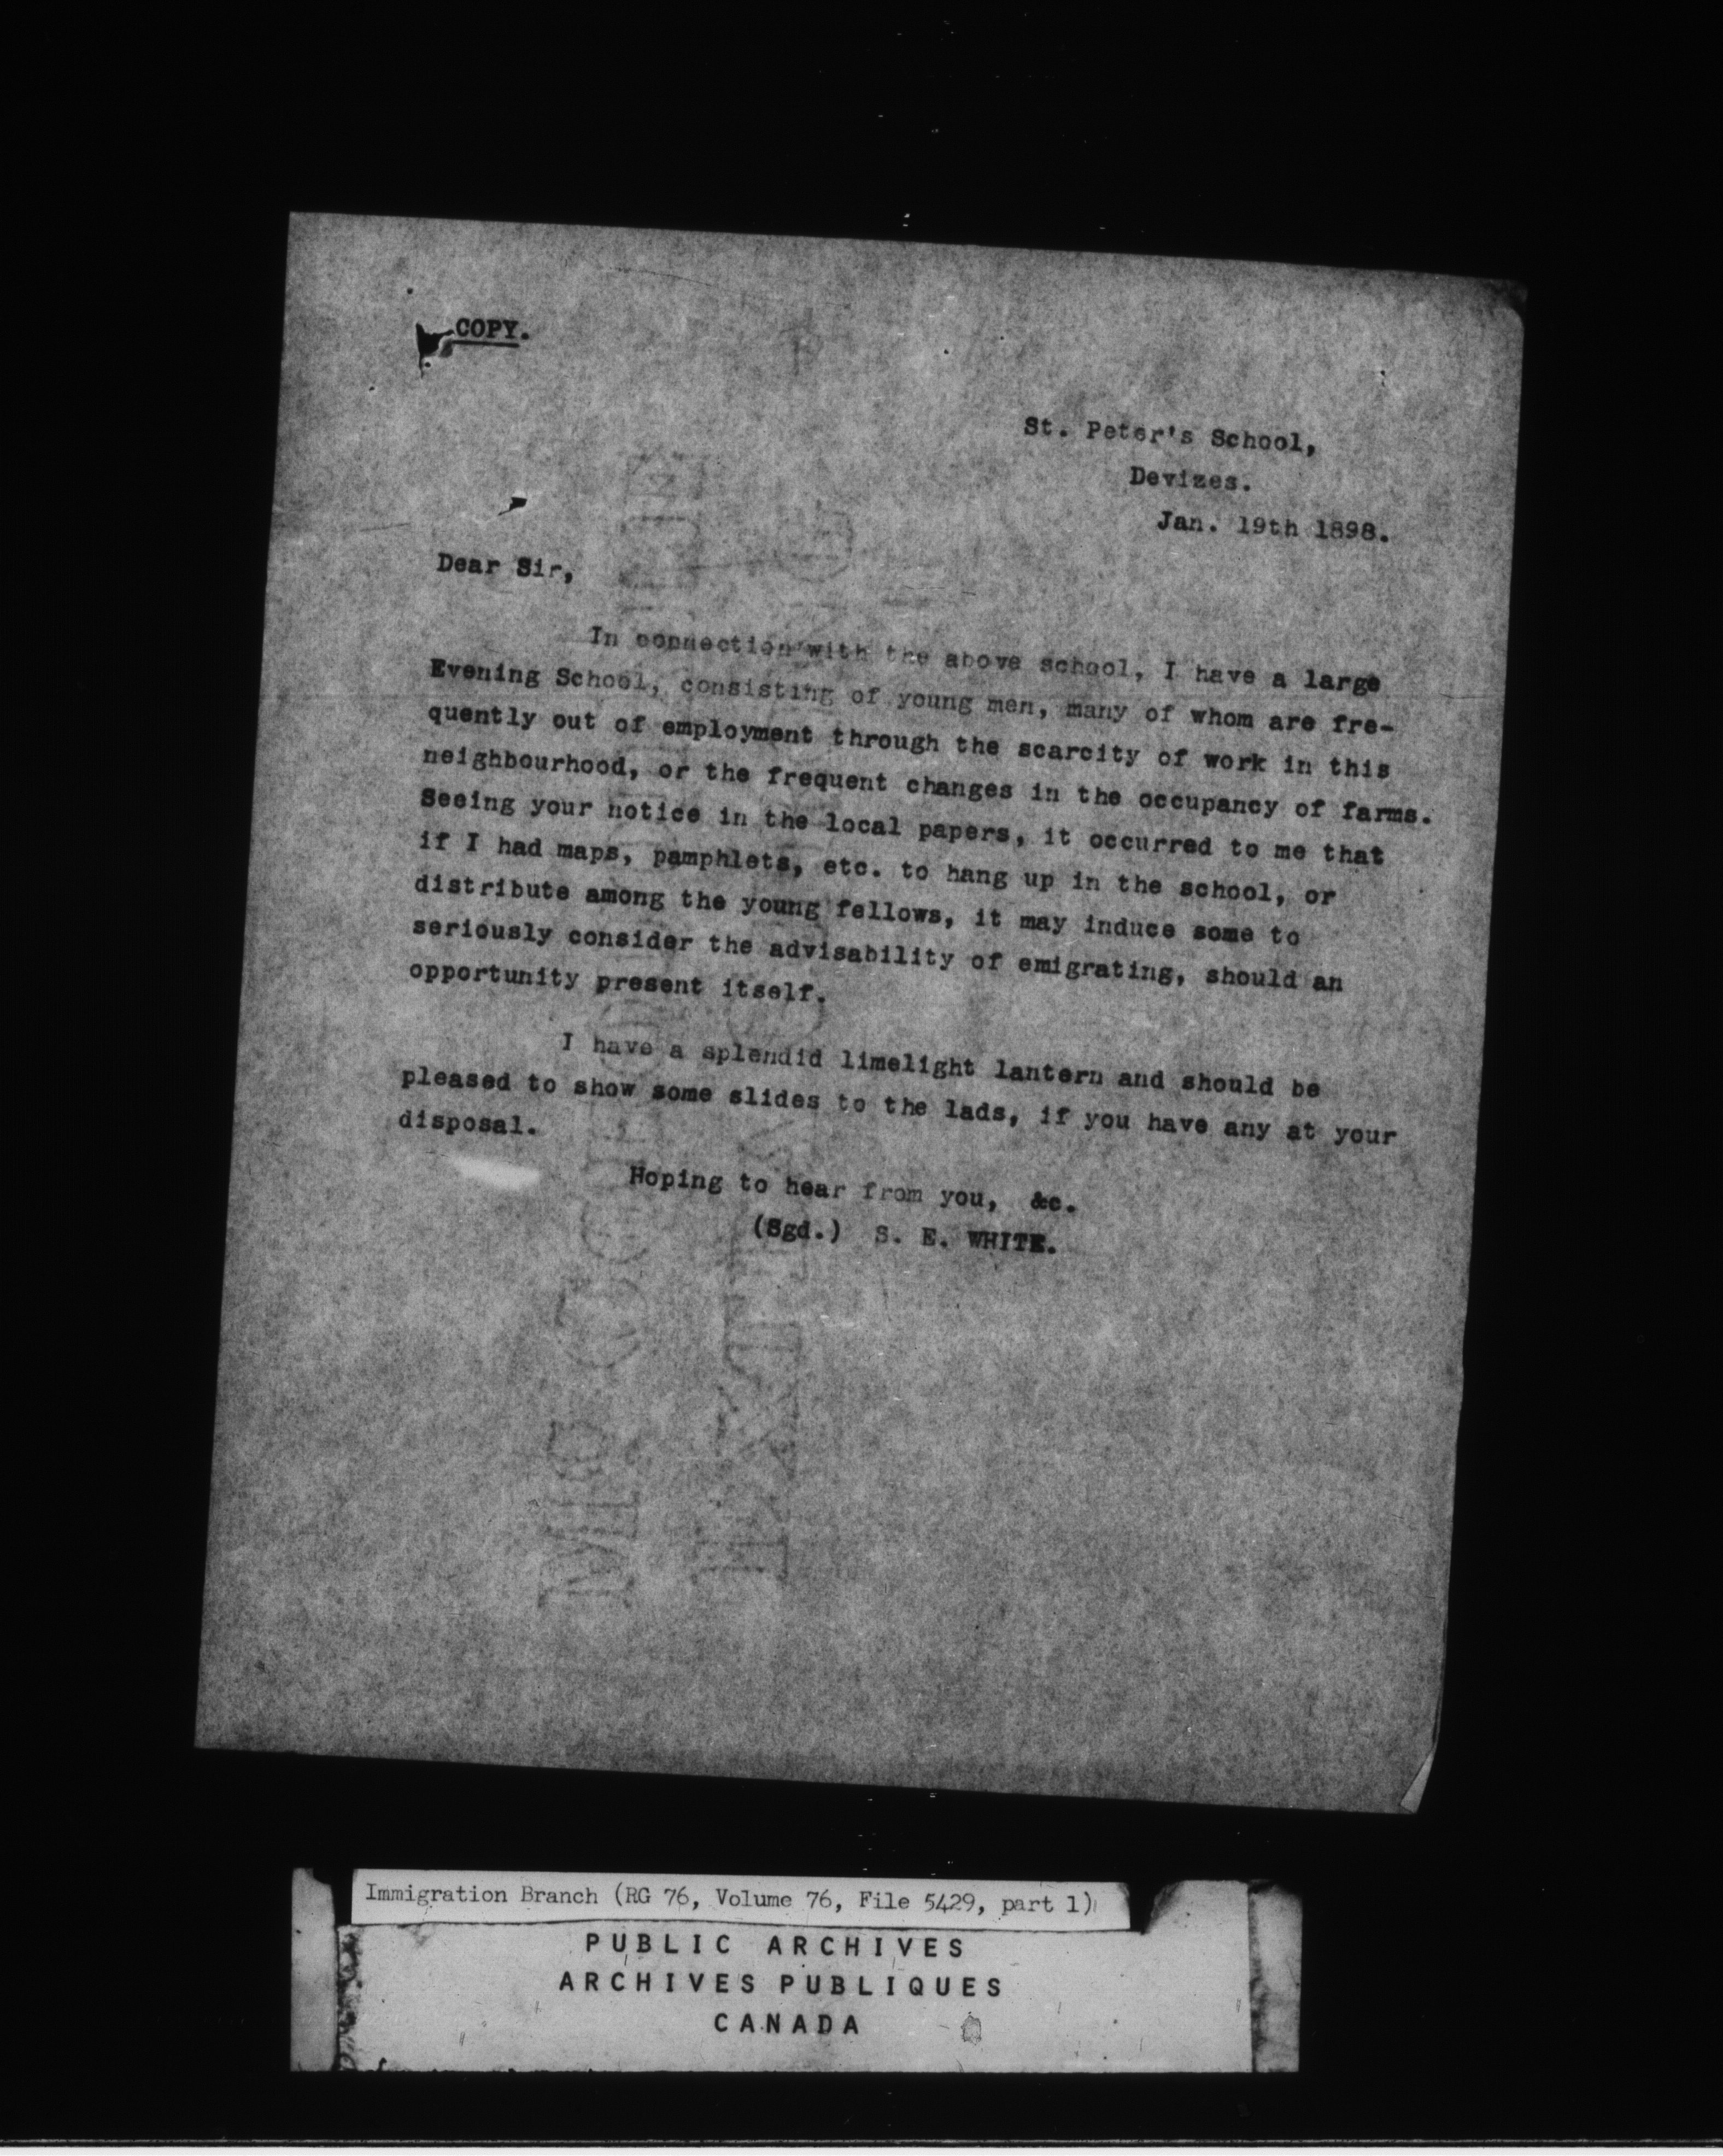 COPY.
St. Peter's School,
Devizes.
Jan. 19th 1898.
Dear Sir,
In connection with the above school, I have a large
Evening School, consisting of young men, many of whom are fre-
quently out of employment through the scarcity of work in this
neighbourhood, or the frequent changes in the occupancy of farms.
Seeing your notice in the local papers, it occurred to me that
if I had maps, pamphlets, etc. to hang up in the school, or
distribute among the young fellows, it may induce some to
seriously consider the advisability of emigrating, should an
opportunity present itself.
I have a splendid limelight lantern and should be
pleased to show some slides to the lads, if you have any at your
disposal.
Hoping to hear from you, &c.
(Sgd.) S. E. WHITE.
Immigration Branch (RG 76, Volume 76, File 5429, part 1)
PUBLIC ARCHIVES
ARCHIVES PUBLIQUES
CANADA